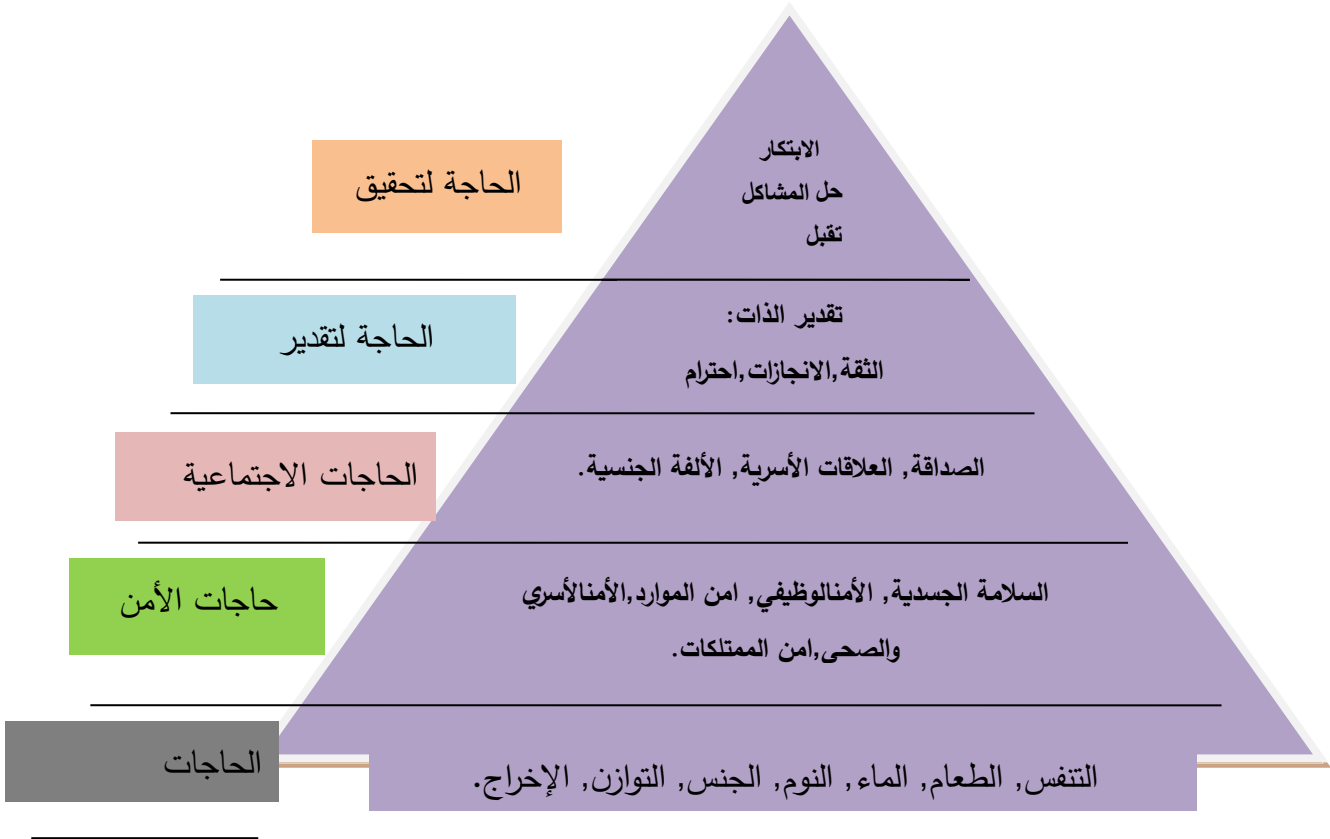 الابتكار
حل المشاكل
تقبل
الحاجة لتحقيق
تقدير الذات:
الثقة,الانجازات,احترام
الحاجة لتقدير
الصداقة, العلاقات الأسرية, الألفة الجنسية.
الحاجات الاجتماعية
السلامة الجسدية, الأمنالوظيفي, امن الموارد,الأمنالأسري
والصحى,امن الممتلكات.
حاجات الأمن
التنفس, الطعام, الماء, النوم, الجنس, التوازن, الإخراج.
الحاجات